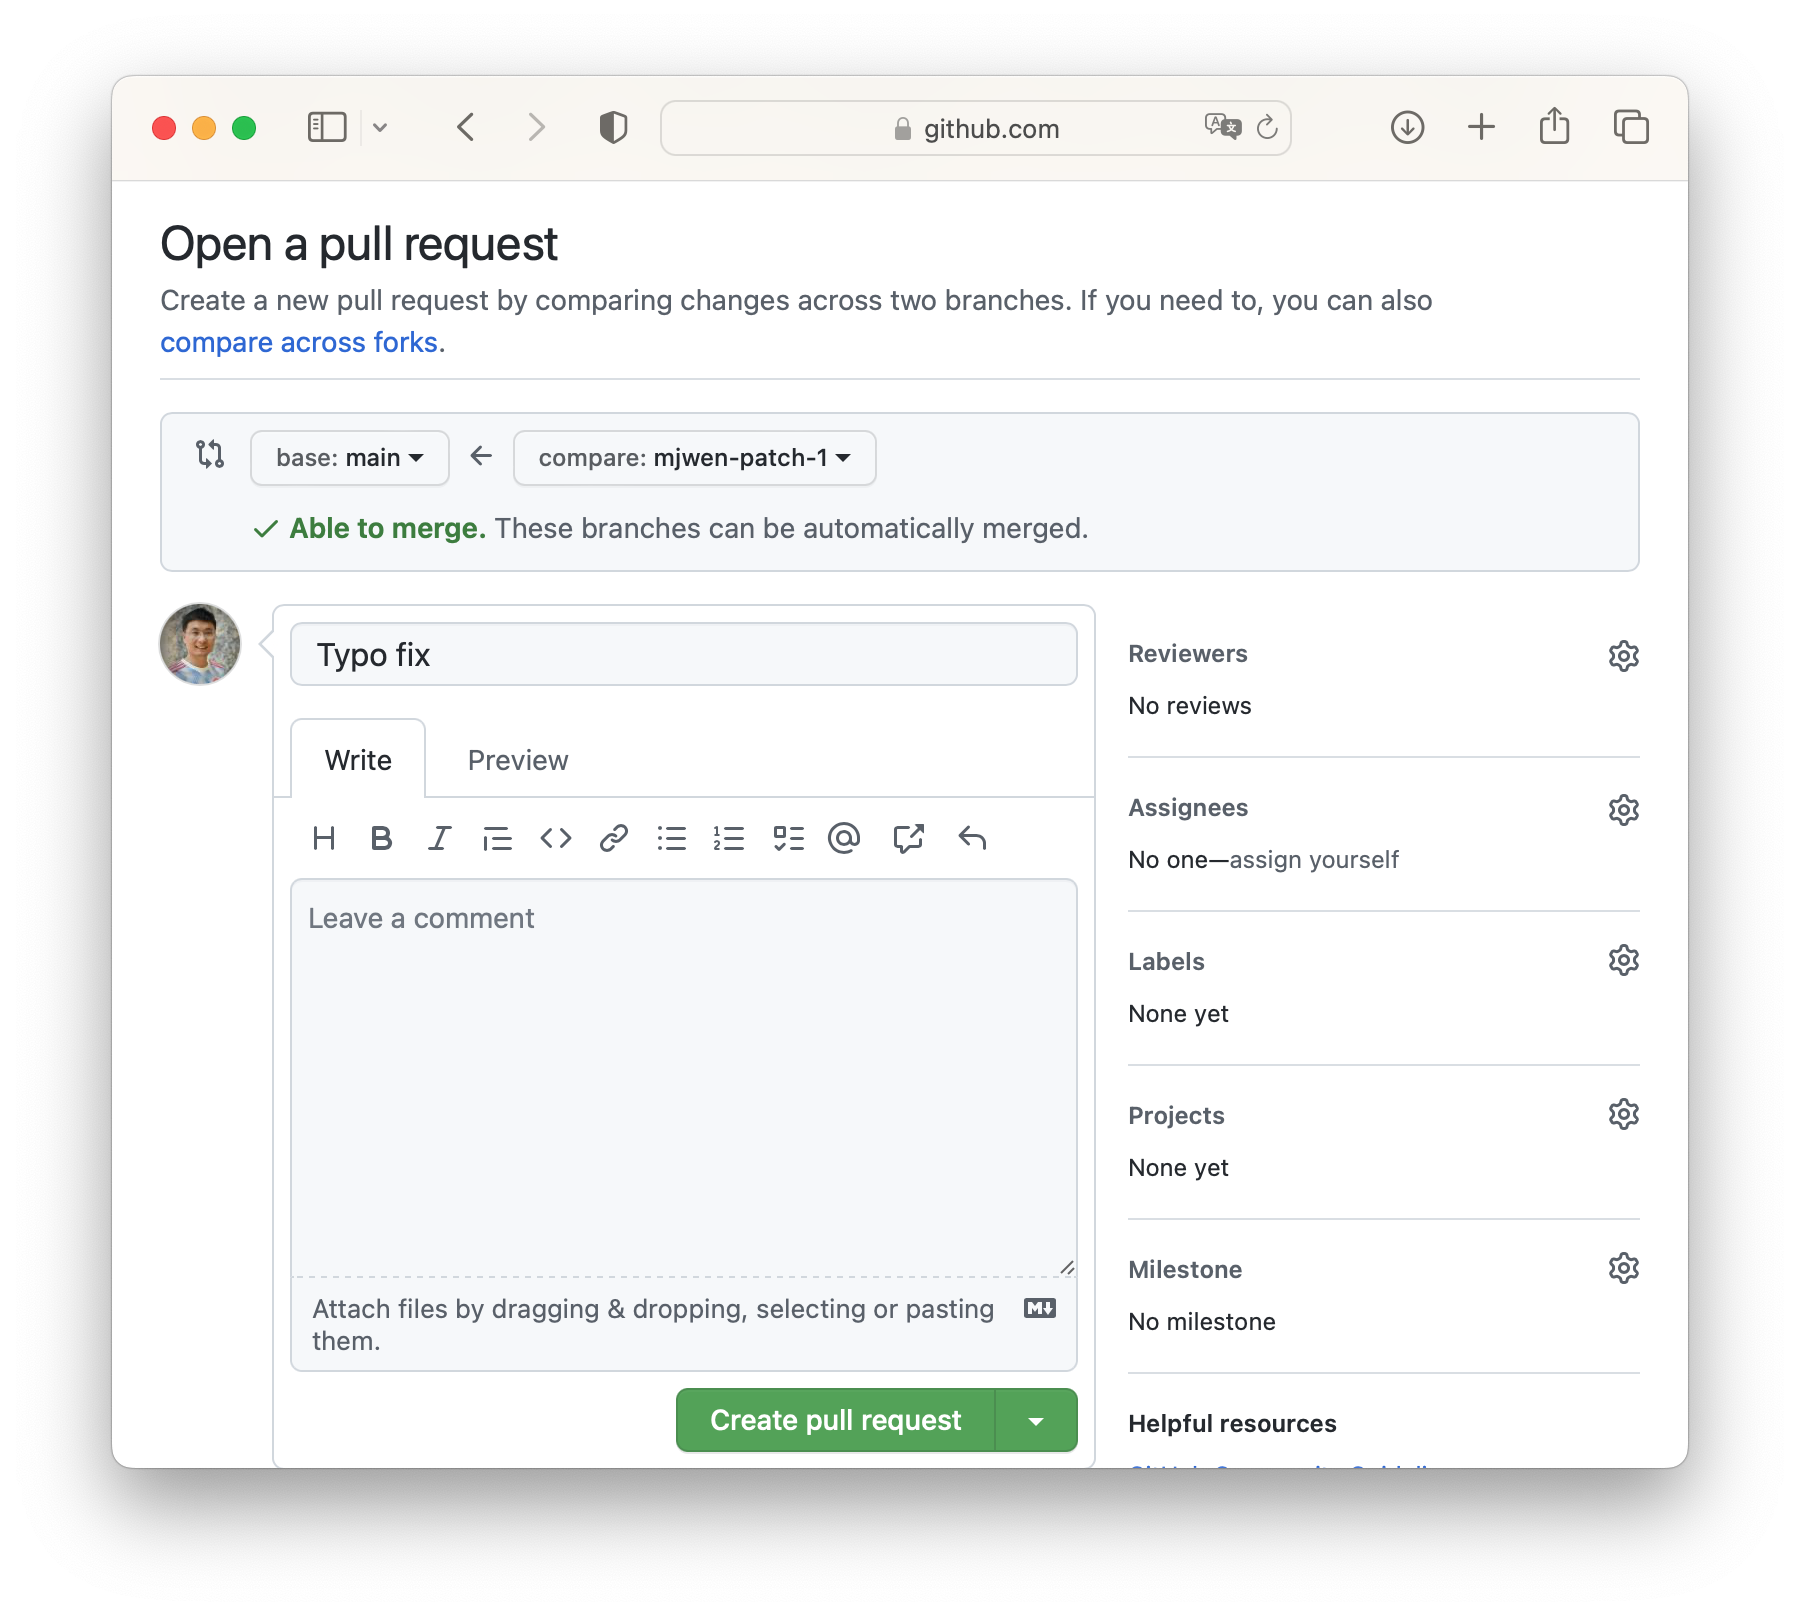 github.com
Open a pull request
Create a new pull request by comparing changes across two branches. If you need to, you can also
compare across forks.
base: main
compare: mjwen-patch-1
Able to merge. These branches can be automatically merged.
Typo fix
Write
Preview
Leave a comment
Attach files by dragging & dropping, selecting or pasting
them.
Create pull request
Reviewers
No reviews
Assignees
No one—assign yourself
Labels
None yet
Projects
None yet
Milestone
No milestone
Helpful resources